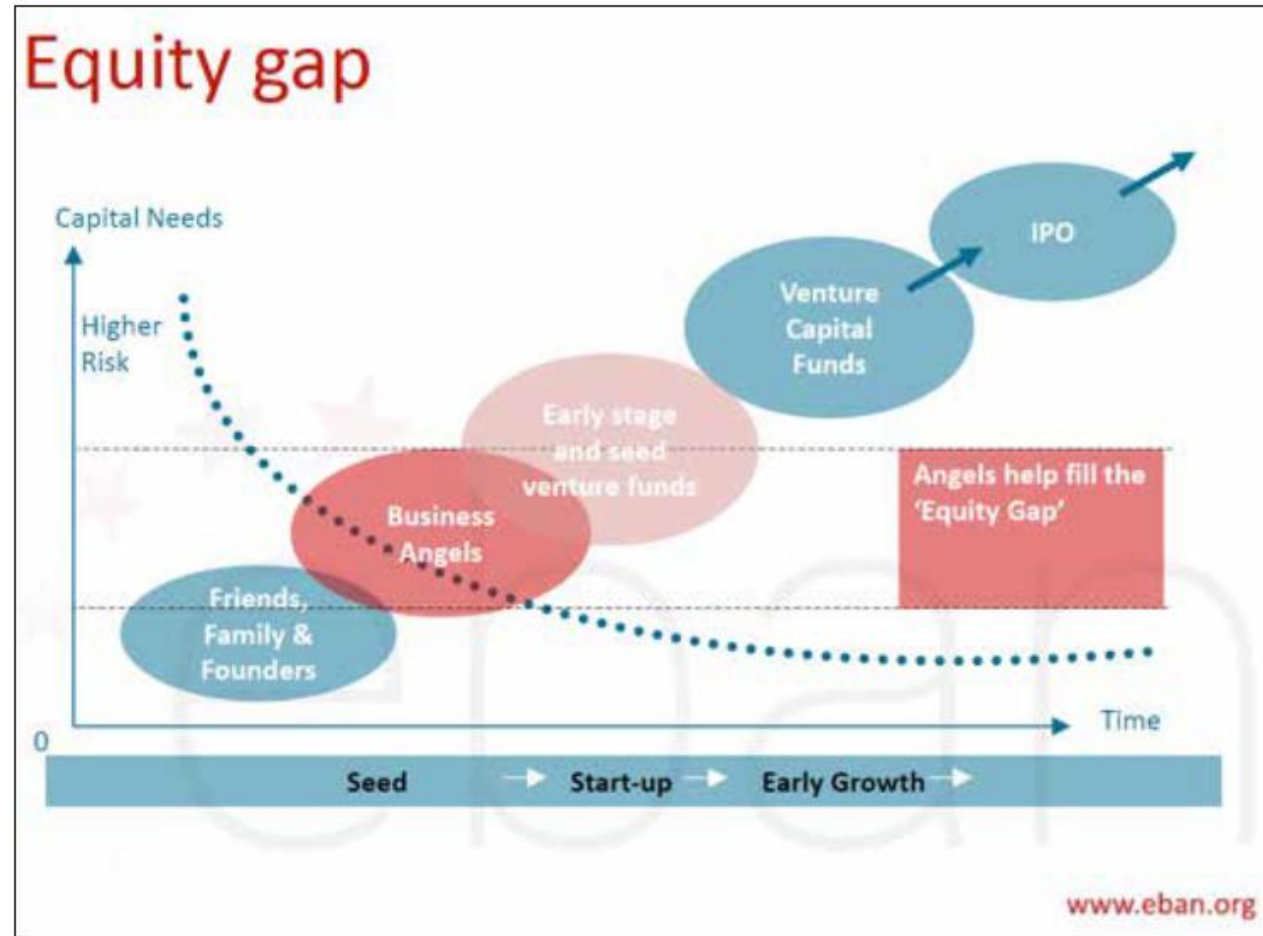 Equity gap
Capital Needs
Higher
Risk
IPO
Venture
Capital
Funds
Early stage
and seed
venture funds
Angels help fill the
‘Equity Gap’
Business
Angels
Friends,
Family &
Founders
Time
0
Seed
Start-up
Early Growth
eban
www.eban.org